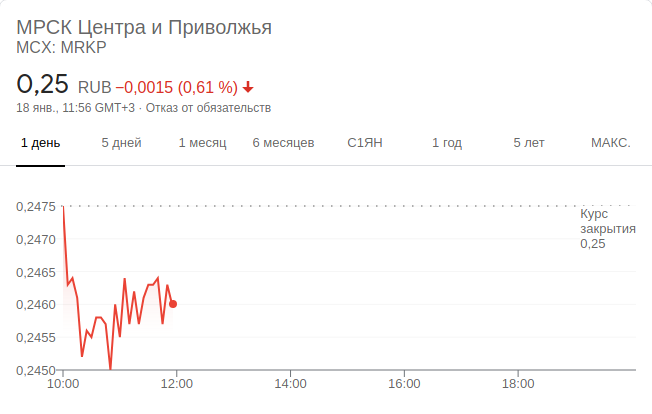 МРСК Центра и Приволжья
MCX: MRKP
0,25 RUB −0,0015 (0,61 %)
18 янв., 11:56 GMT+3 · Отказ от обязательств
1 день 5 дней 1 месяц 6 месяцев С1ЯН 1 год 5 лет МАКС.
0,2475
Курс
закрытия
0,25
0,2470
0,2465
0,2460
0,2455
0,2450
10:00 12:00 14:00 16:00 18:00